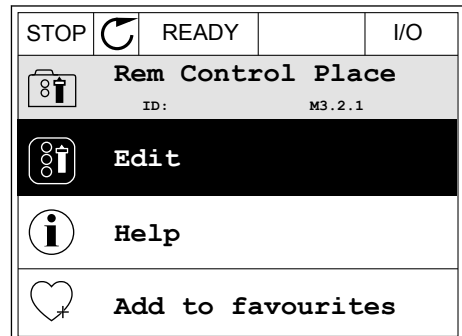 STOP READY I/O
Rem Control Place
ID: M3.2.1
Edit
Help
Add to favourites